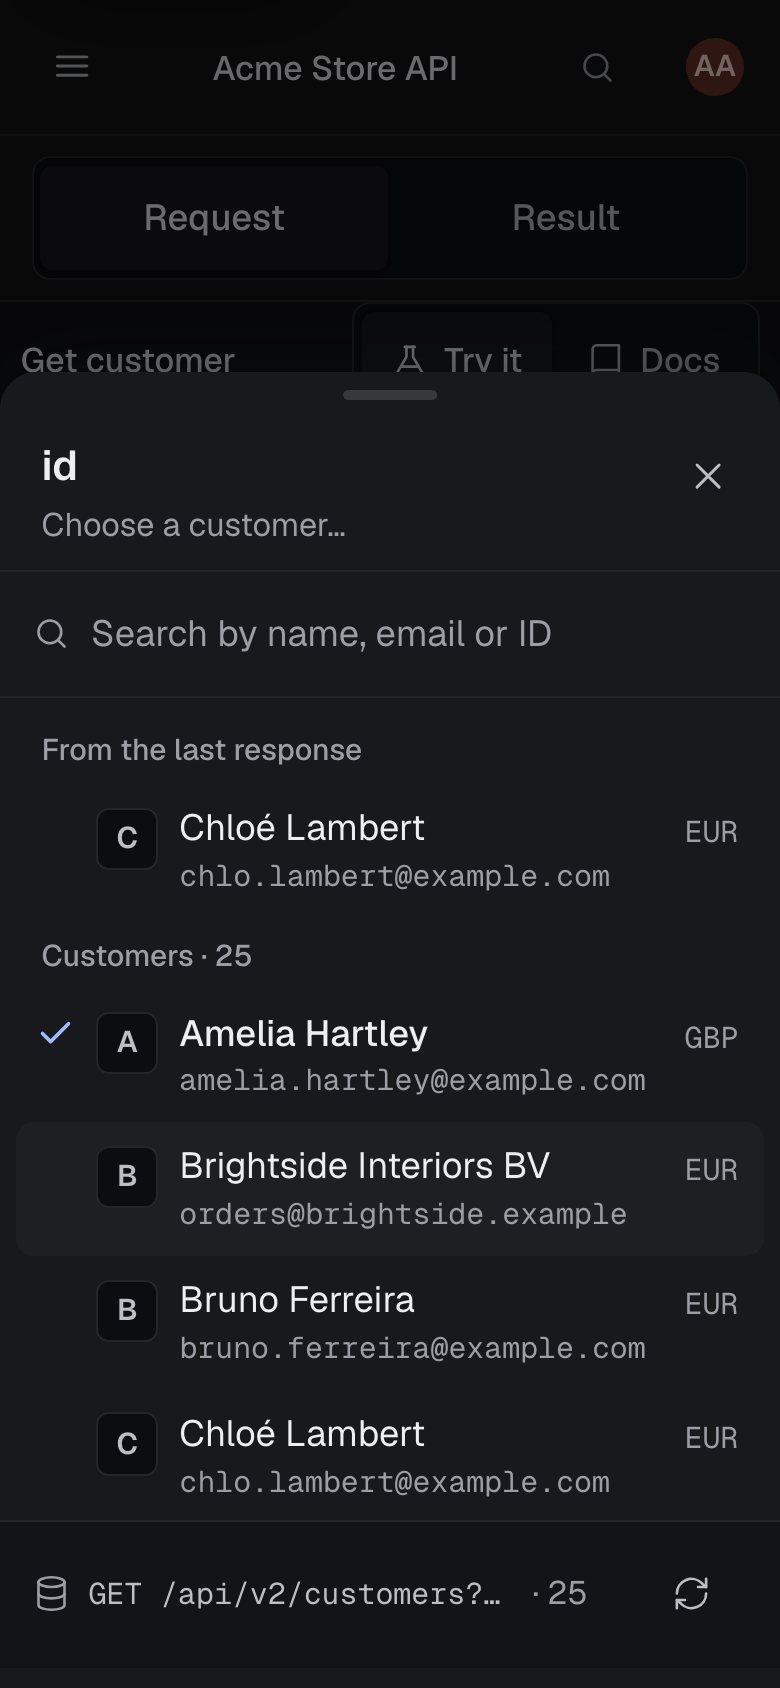 Acme Store API
AA
Request
Result
Get customer
Try it
Docs
id
Choose a customer…
Search by name, email or ID
From the last response
C
Chloé Lambert
EUR
chlo.lambert@example.com
Customers · 25
A
Amelia Hartley
GBP
amelia.hartley@example.com
B
Brightside Interiors BV
EUR
orders@brightside.example
B
Bruno Ferreira
EUR
bruno.ferreira@example.com
C
Chloé Lambert
EUR
chlo.lambert@example.com
GET /api/v2/customers?… · 25